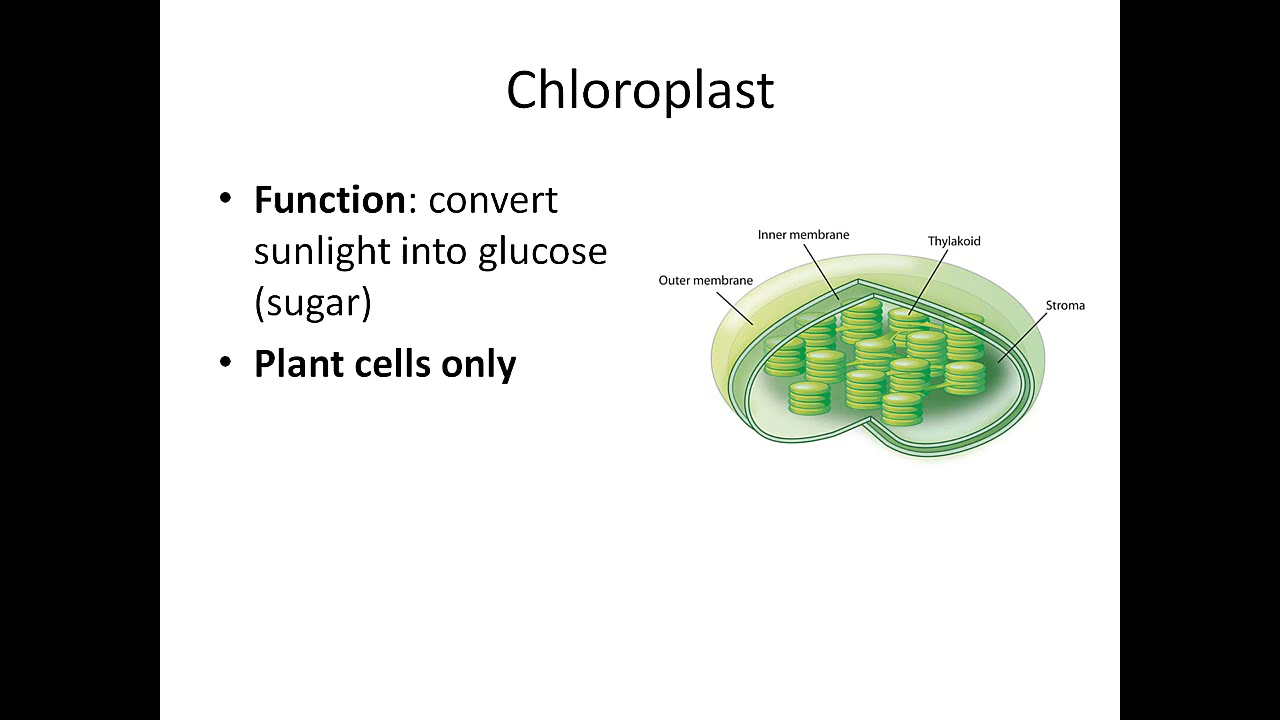 Chloroplast
• Function: convert
sunlight into glucose
(sugar)
• Plant cells only
Inner membrane
Thylakoid
Outer membrane
Stroma